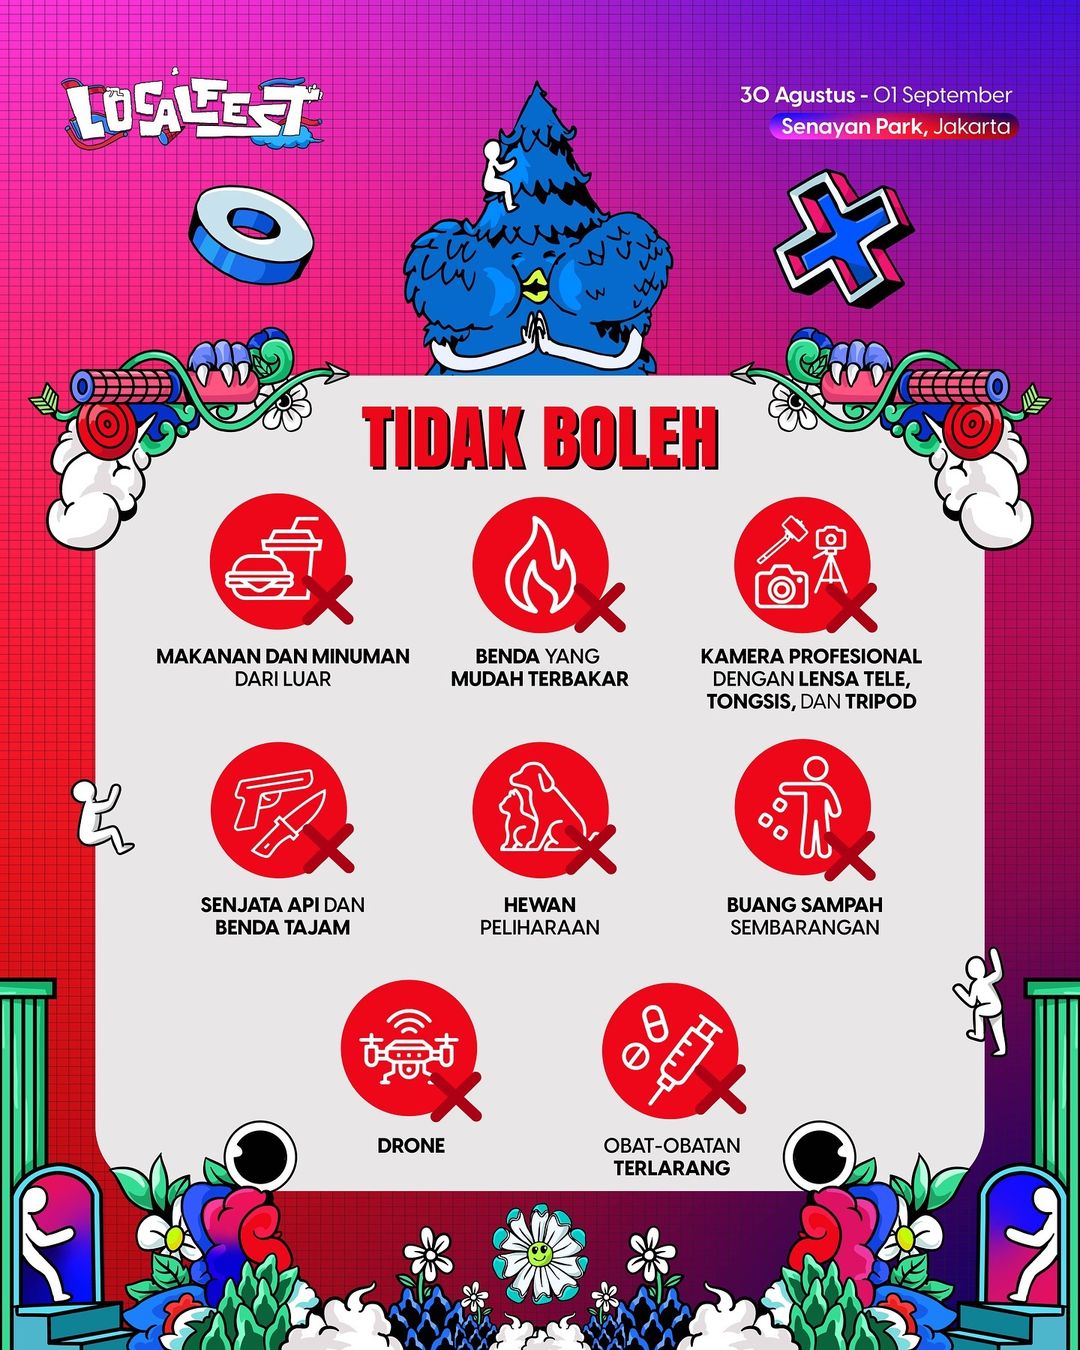 LOCALFEST
30 Agustus - 01 September
Senayan Park, Jakarta
TIDAK BOLEH
MAKANAN DAN MINUMAN
DARI LUAR
BENDA YANG
MUDAH TERBAKAR
KAMERA PROFESIONAL
DENGAN LENSA TELE,
TONGSIS, DAN TRIPOD
SENJATA API DAN
BENDA TAJAM
HEWAN
PELIHARAAN
BUANG SAMPAH
SEMBARANGAN
DRONE
OBAT-OBATAN
TERLARANG